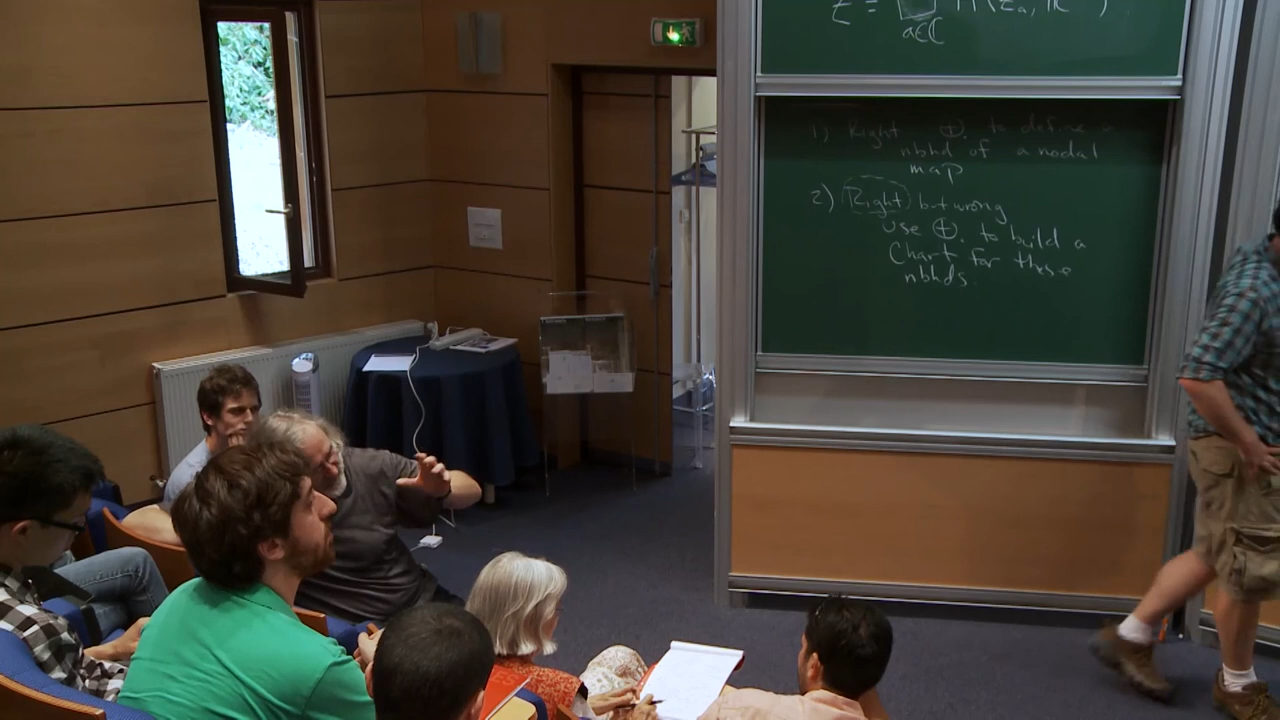 a∈C
1) Right ⊕. to define a
nbhd of a nodal
map
2) Right but wrong
use ⊕. to build a
Chart for these
nbhds.